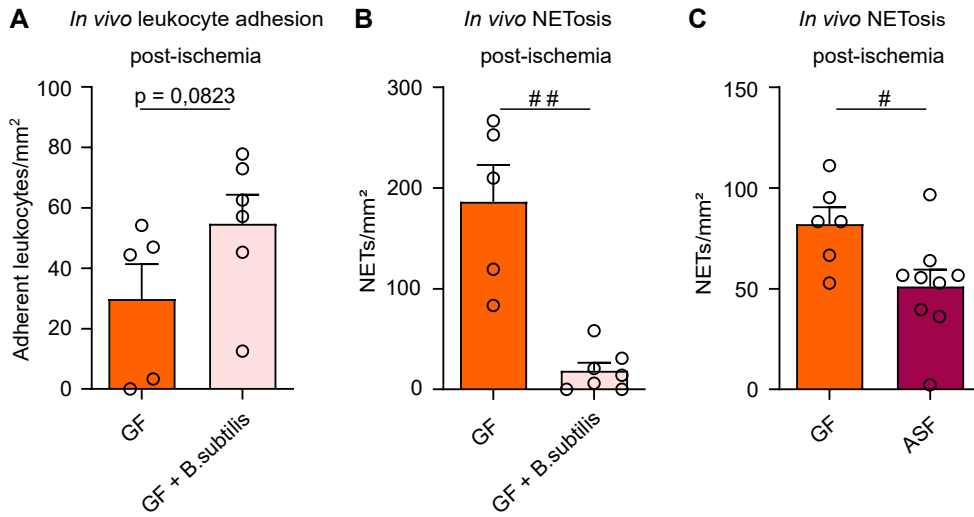 A
In vivo leukocyte adhesion
post-ischemia
p = 0,0823
Adherent leukocytes/mm²
100
80
60
40
20
0
GF
GF + B.subtilis
B
In vivo NETosis
post-ischemia
# #
NETs/mm²
300
200
100
0
GF
GF + B.subtilis
C
In vivo NETosis
post-ischemia
#
NETs/mm²
150
100
50
0
GF
ASF